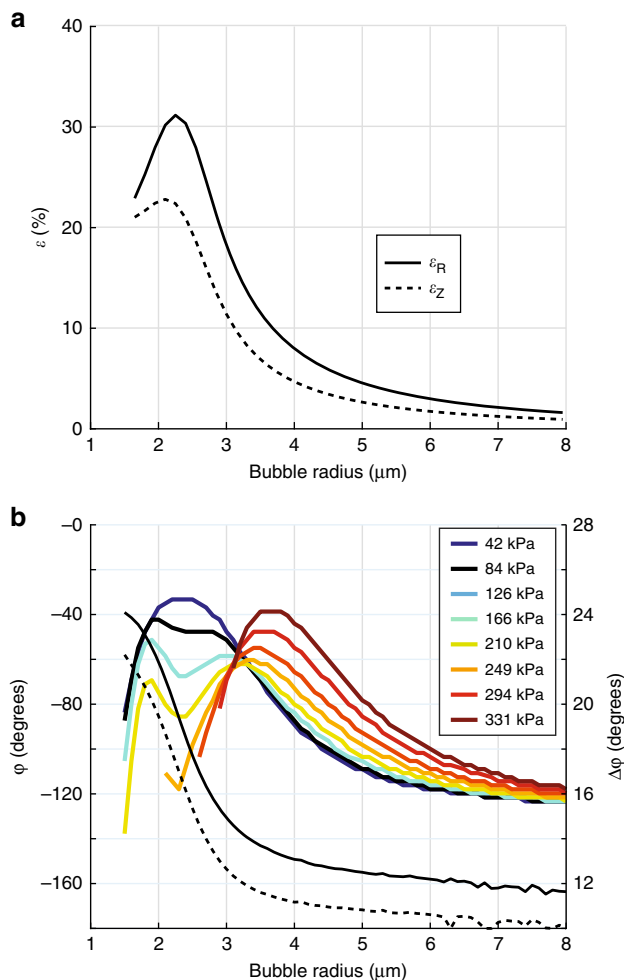 a
40
30
20
10
0
ε (%)
εR
εZ
1 2 3 4 5 6 7 8
Bubble radius (μm)
b
–0
–40
–80
–120
–160
φ (degrees)
42 kPa
84 kPa
126 kPa
166 kPa
210 kPa
249 kPa
294 kPa
331 kPa
28
24
20
16
12
Δφ (degrees)
1 2 3 4 5 6 7 8
Bubble radius (μm)